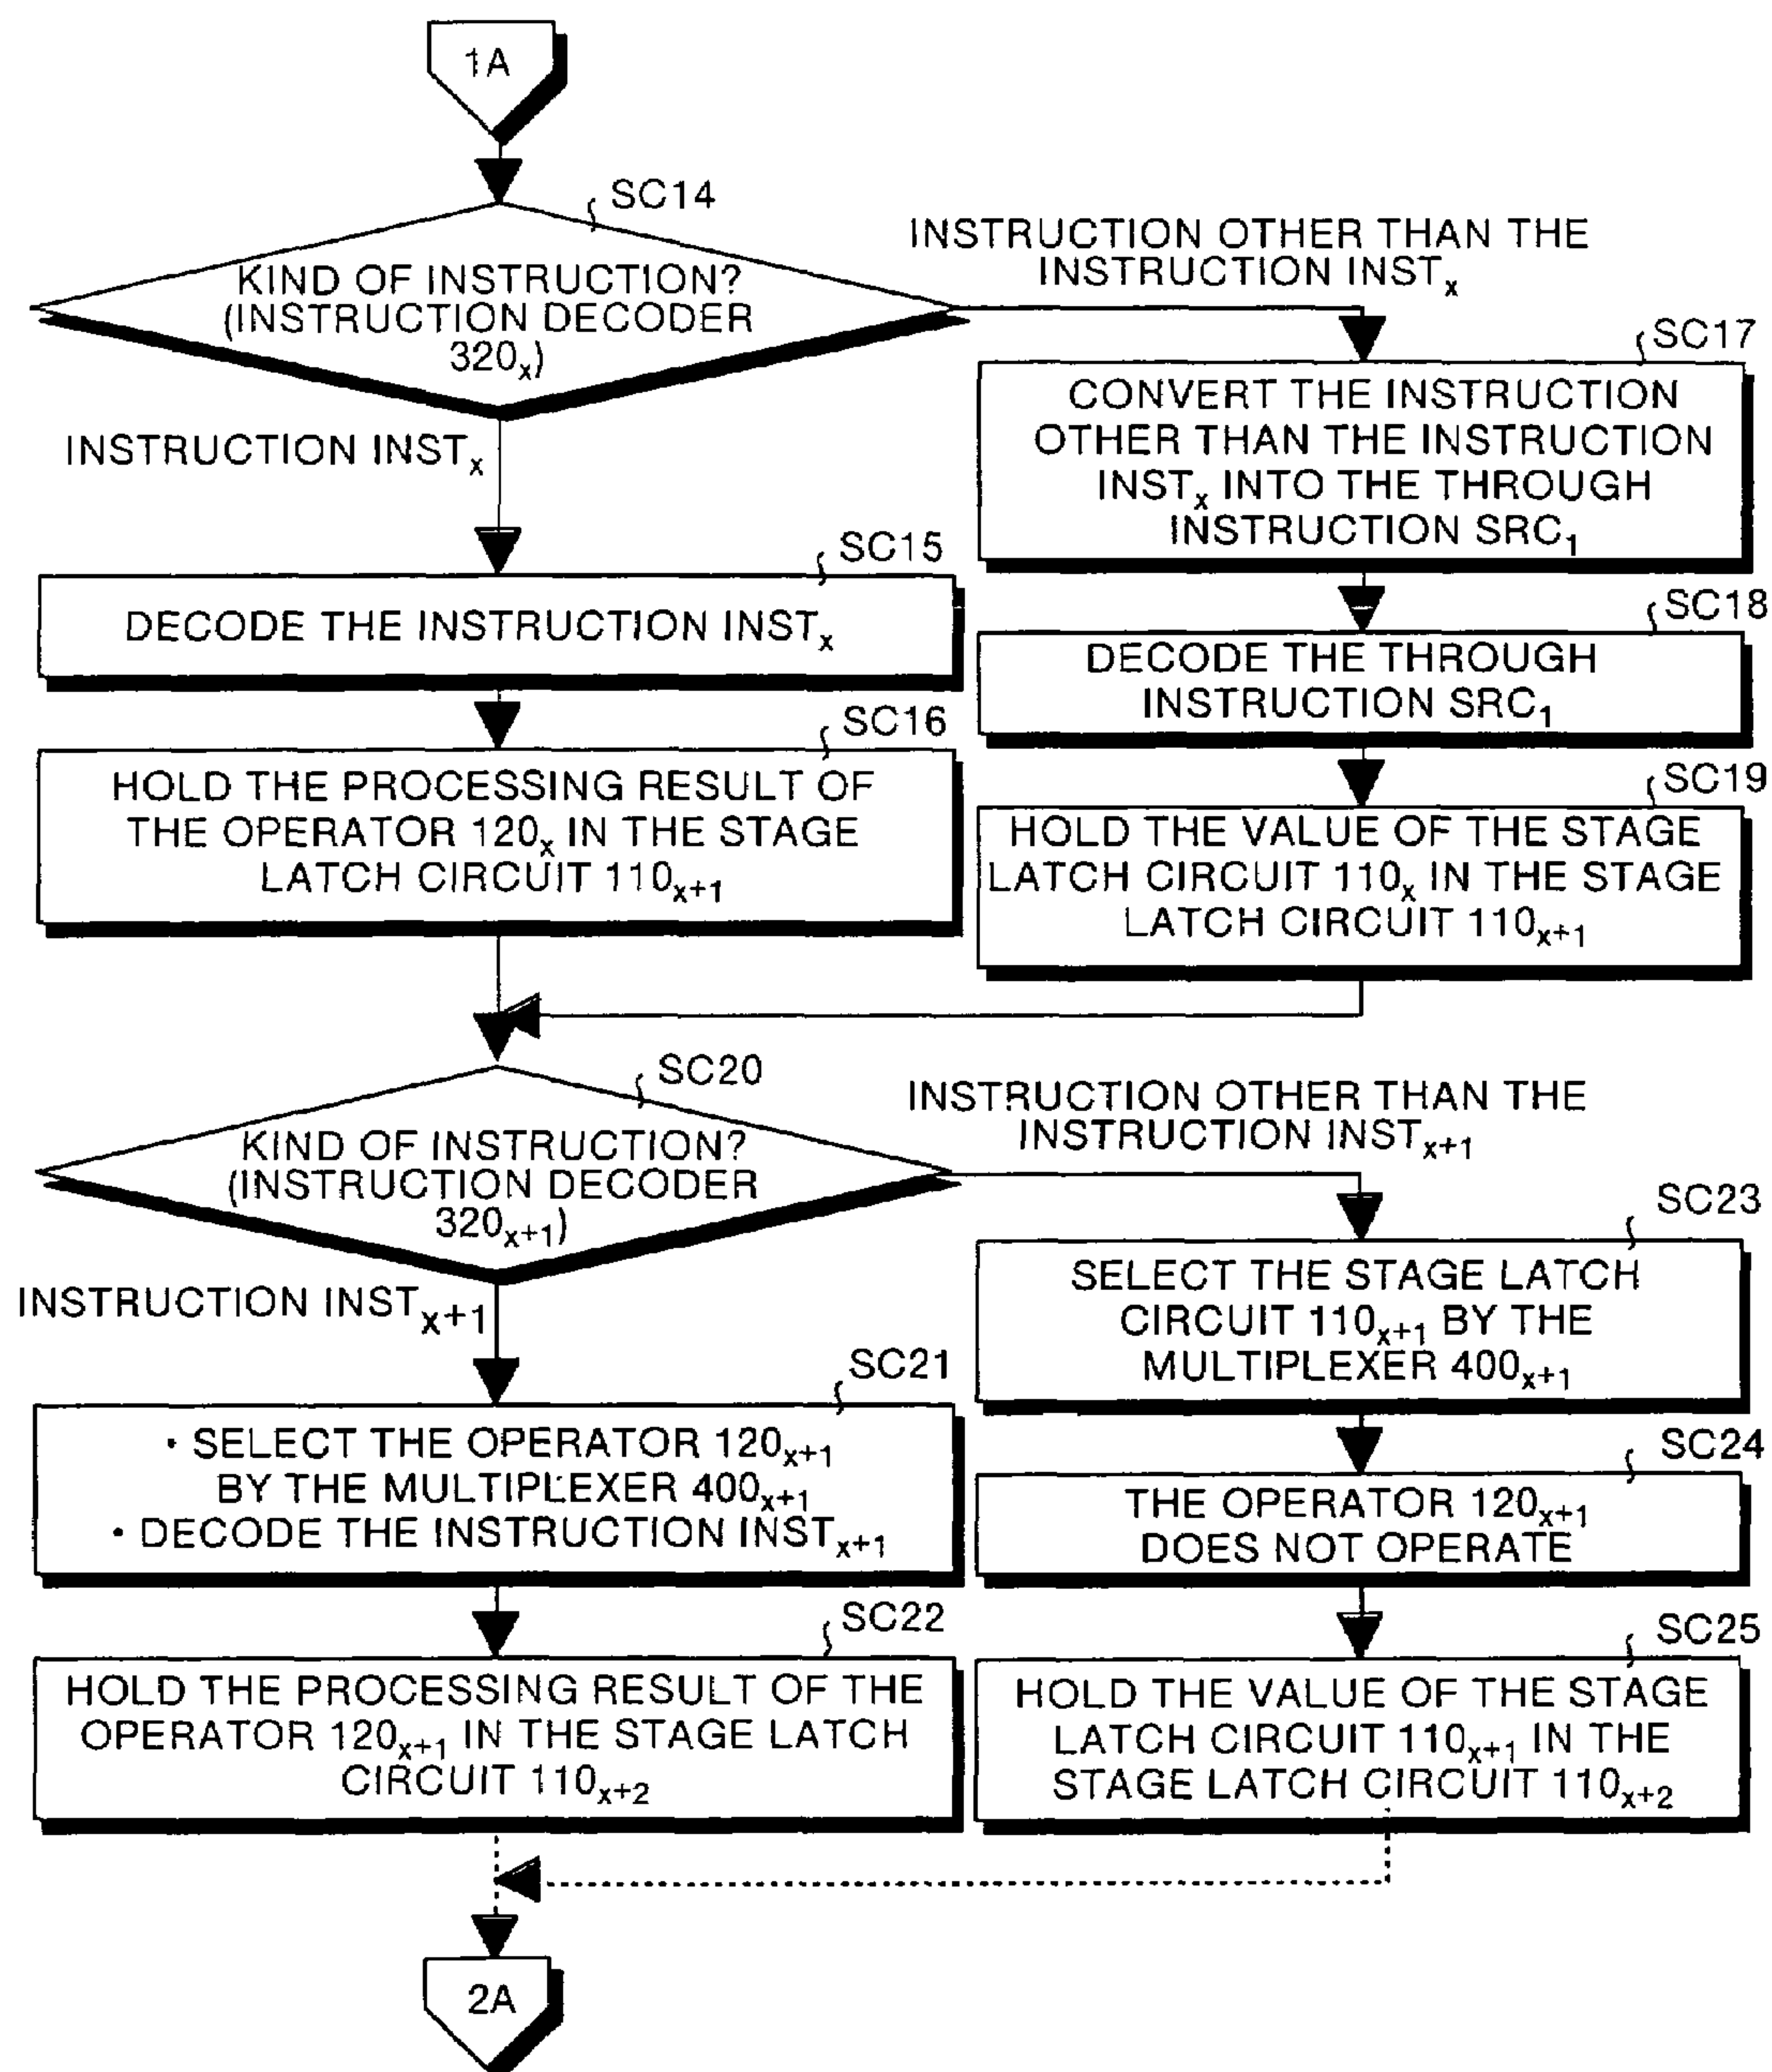 1A
SC14
KIND OF INSTRUCTION?
(INSTRUCTION DECODER
320x)
INSTRUCTION OTHER THAN THE
INSTRUCTION INSTx
INSTRUCTION INSTx
SC17
CONVERT THE INSTRUCTION
OTHER THAN THE INSTRUCTION
INSTx INTO THE THROUGH
INSTRUCTION SRC1
SC15
DECODE THE INSTRUCTION INSTx
SC18
DECODE THE THROUGH
INSTRUCTION SRC1
SC16
HOLD THE PROCESSING RESULT OF
THE OPERATOR 120x IN THE STAGE
LATCH CIRCUIT 110x+1
SC19
HOLD THE VALUE OF THE STAGE
LATCH CIRCUIT 110x IN THE STAGE
LATCH CIRCUIT 110x+1
SC20
KIND OF INSTRUCTION?
(INSTRUCTION DECODER
320x+1)
INSTRUCTION OTHER THAN THE
INSTRUCTION INSTx+1
INSTRUCTION INSTx+1
SC23
SELECT THE STAGE LATCH
CIRCUIT 110x+1 BY THE
MULTIPLEXER 400x+1
SC21
• SELECT THE OPERATOR 120x+1
BY THE MULTIPLEXER 400x+1
• DECODE THE INSTRUCTION INSTx+1
SC24
THE OPERATOR 120x+1
DOES NOT OPERATE
SC22
HOLD THE PROCESSING RESULT OF THE
OPERATOR 120x+1 IN THE STAGE LATCH
CIRCUIT 110x+2
SC25
HOLD THE VALUE OF THE STAGE
LATCH CIRCUIT 110x+1 IN THE
STAGE LATCH CIRCUIT 110x+2
2A